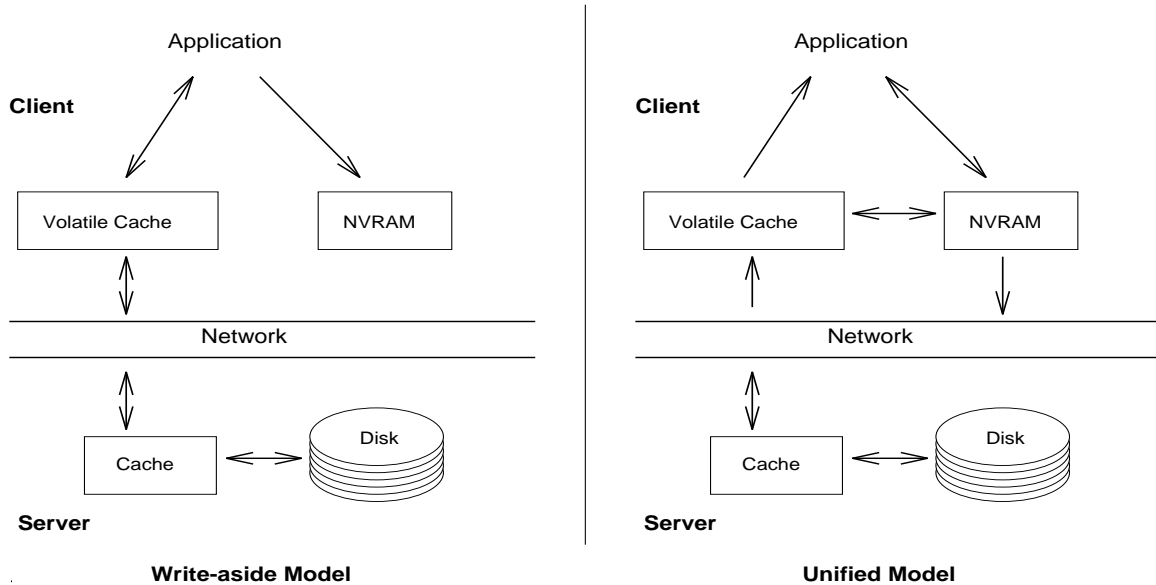 Application
Client
Volatile Cache
NVRAM
Network
Disk
Cache
Server
Write-aside Model
Application
Client
Volatile Cache
NVRAM
Network
Disk
Cache
Server
Unified Model